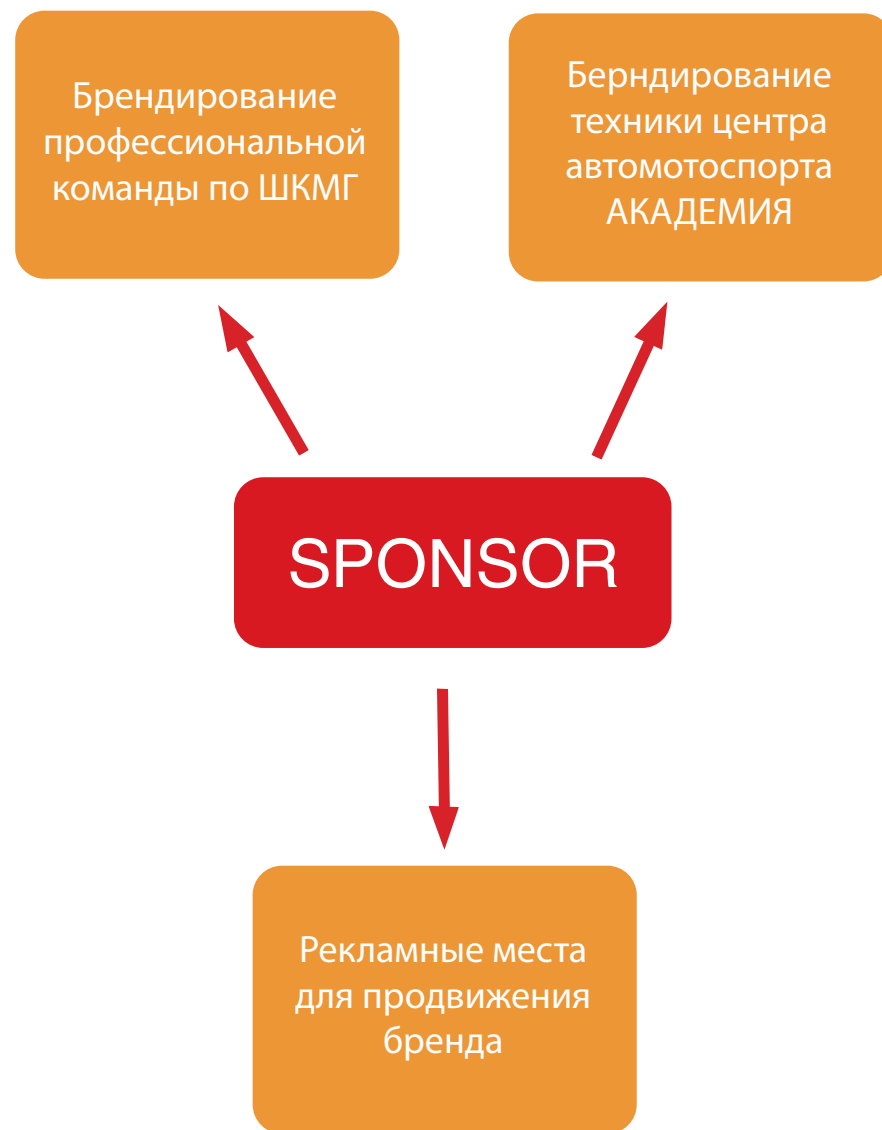 Брендирование
профессиональной
команды по ШКМГ
Берндирование
техники центра
автомотоспорта
АКАДЕМИЯ
SPONSOR
Рекламные места
для продвижения
бренда